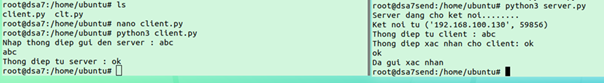 root@dsa7:/home/ubuntu# ls
client.py  clt.py
root@dsa7:/home/ubuntu# nano client.py
root@dsa7:/home/ubuntu# python3 client.py
Nhap thong diep gui den server : abc
abc
Thong diep tu server : ok
root@dsa7:/home/ubuntu#
root@dsa7send:/home/ubuntu# python3 server.py
Server dang cho ket noi........
Ket noi tu ('192.168.100.130', 59856)
Thong diep tu client : abc
Thong diep xac nhan cho client: ok
ok
Da gui xac nhan
root@dsa7send:/home/ubuntu#